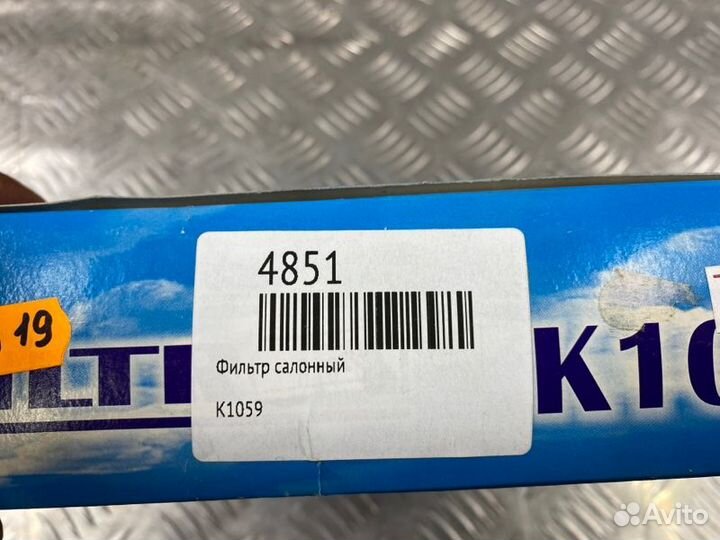 4851
Фильтр салонный
K1059
19
K10
Avito